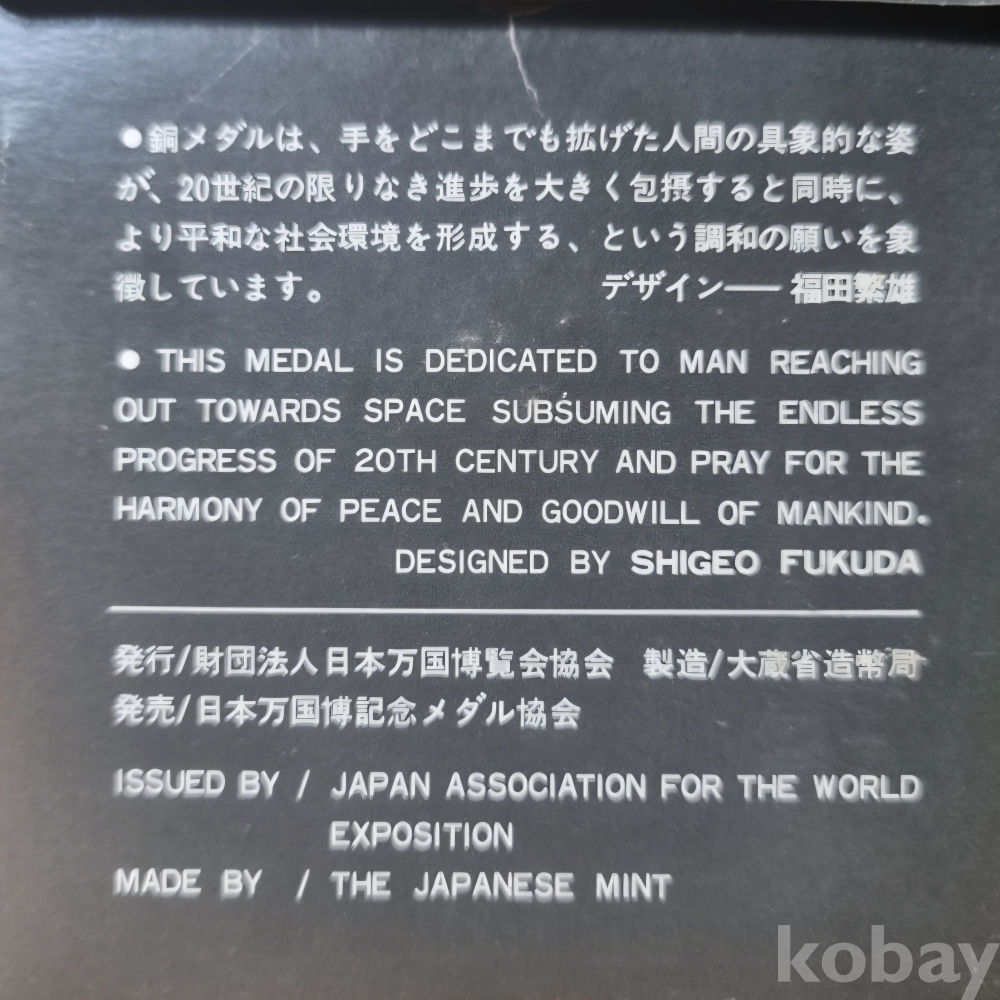 ●銅メダルは、手をどこまでも拡げた人間の具象的な姿
が、20世紀の限りなき進歩を大きく包摂すると同時に、
より平和な社会環境を形成する、という調和の願いを象
徴しています。 デザイン── 福田繁雄
● THIS MEDAL IS DEDICATED TO MAN REACHING
OUT TOWARDS SPACE SUBSUMING THE ENDLESS
PROGRESS OF 20TH CENTURY AND PRAY FOR THE
HARMONY OF PEACE AND GOODWILL OF MANKIND.
DESIGNED BY SHIGEO FUKUDA
発行/財団法人日本万国博覧会協会 製造/大蔵省造幣局
発売/日本万国博記念メダル協会
ISSUED BY / JAPAN ASSOCIATION FOR THE WORLD
EXPOSITION
MADE BY / THE JAPANESE MINT
kobay